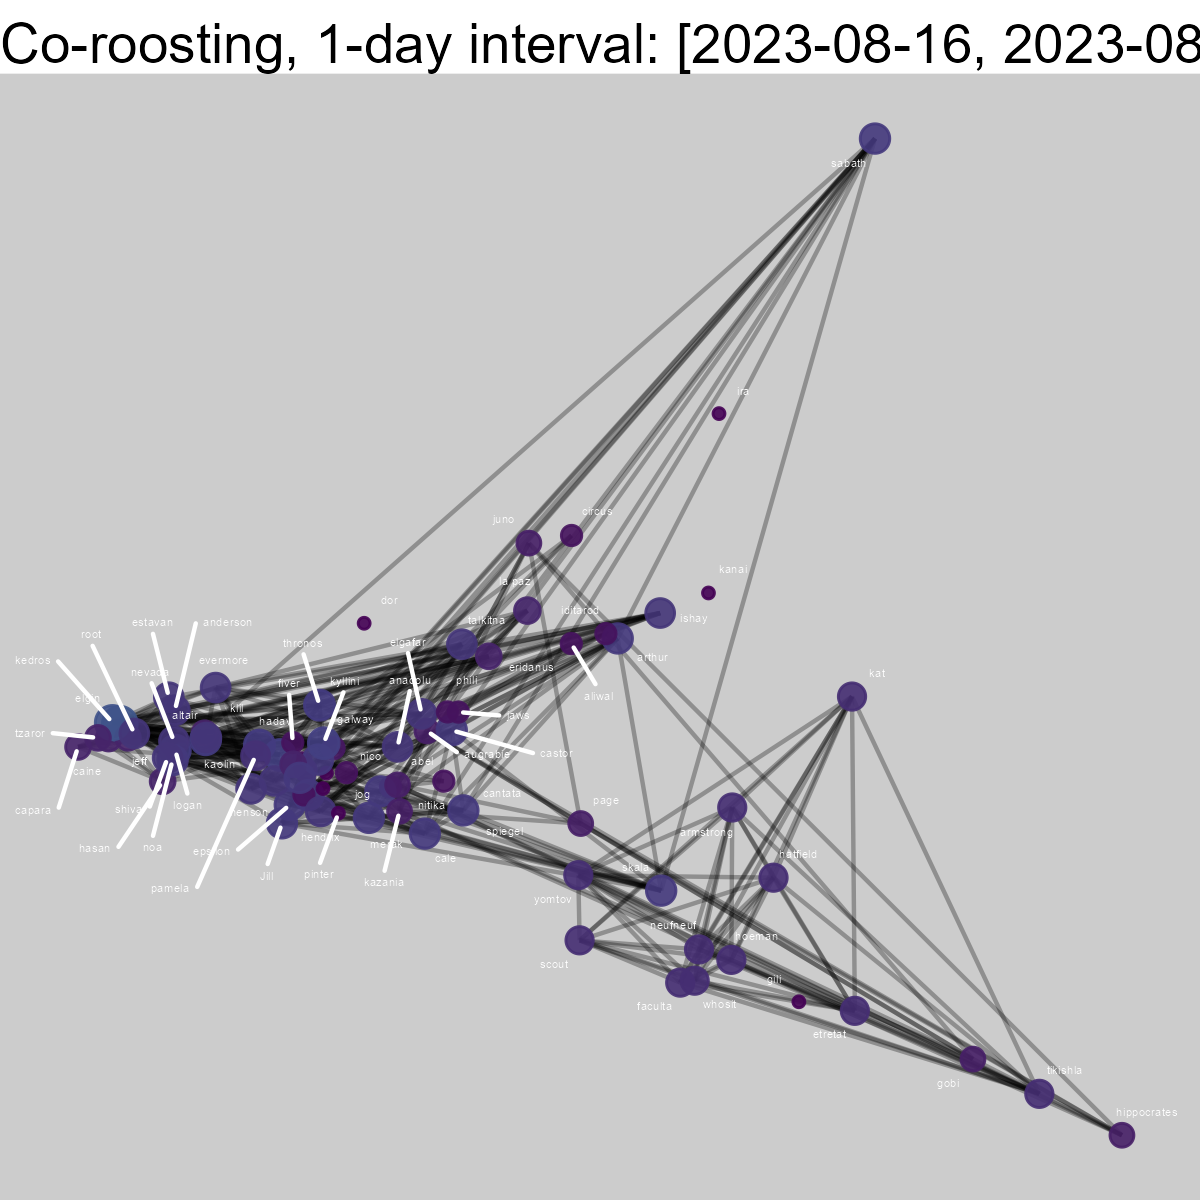 Co-roosting, 1-day interval: [2023-08-16, 2023-08
sabath
ira
circus
juno
kanai
la paz
dor
iditarod
ishay
talkitna
estavan
anderson
root
thronos
elgafar
arthur
kedros
evermore
eridanus
nevada
kat
fiver
kyllini
anadolu
phili
aliwal
elgin
krill
altair
jaws
hadav
galway
tzaror
augrabie
castor
nico
abel
jeff
kaolin
caine
cantata
jog
page
nitika
capara
shiva
logan
henson
armstrong
spiegel
hendrix
merak
hasan
noa
epsilon
hatfield
cale
skala
Jill
pinter
kazania
pamela
yomtov
neufneuf
hoeman
scout
gili
faculta
whosit
etretat
tikishla
gobi
hippocrates